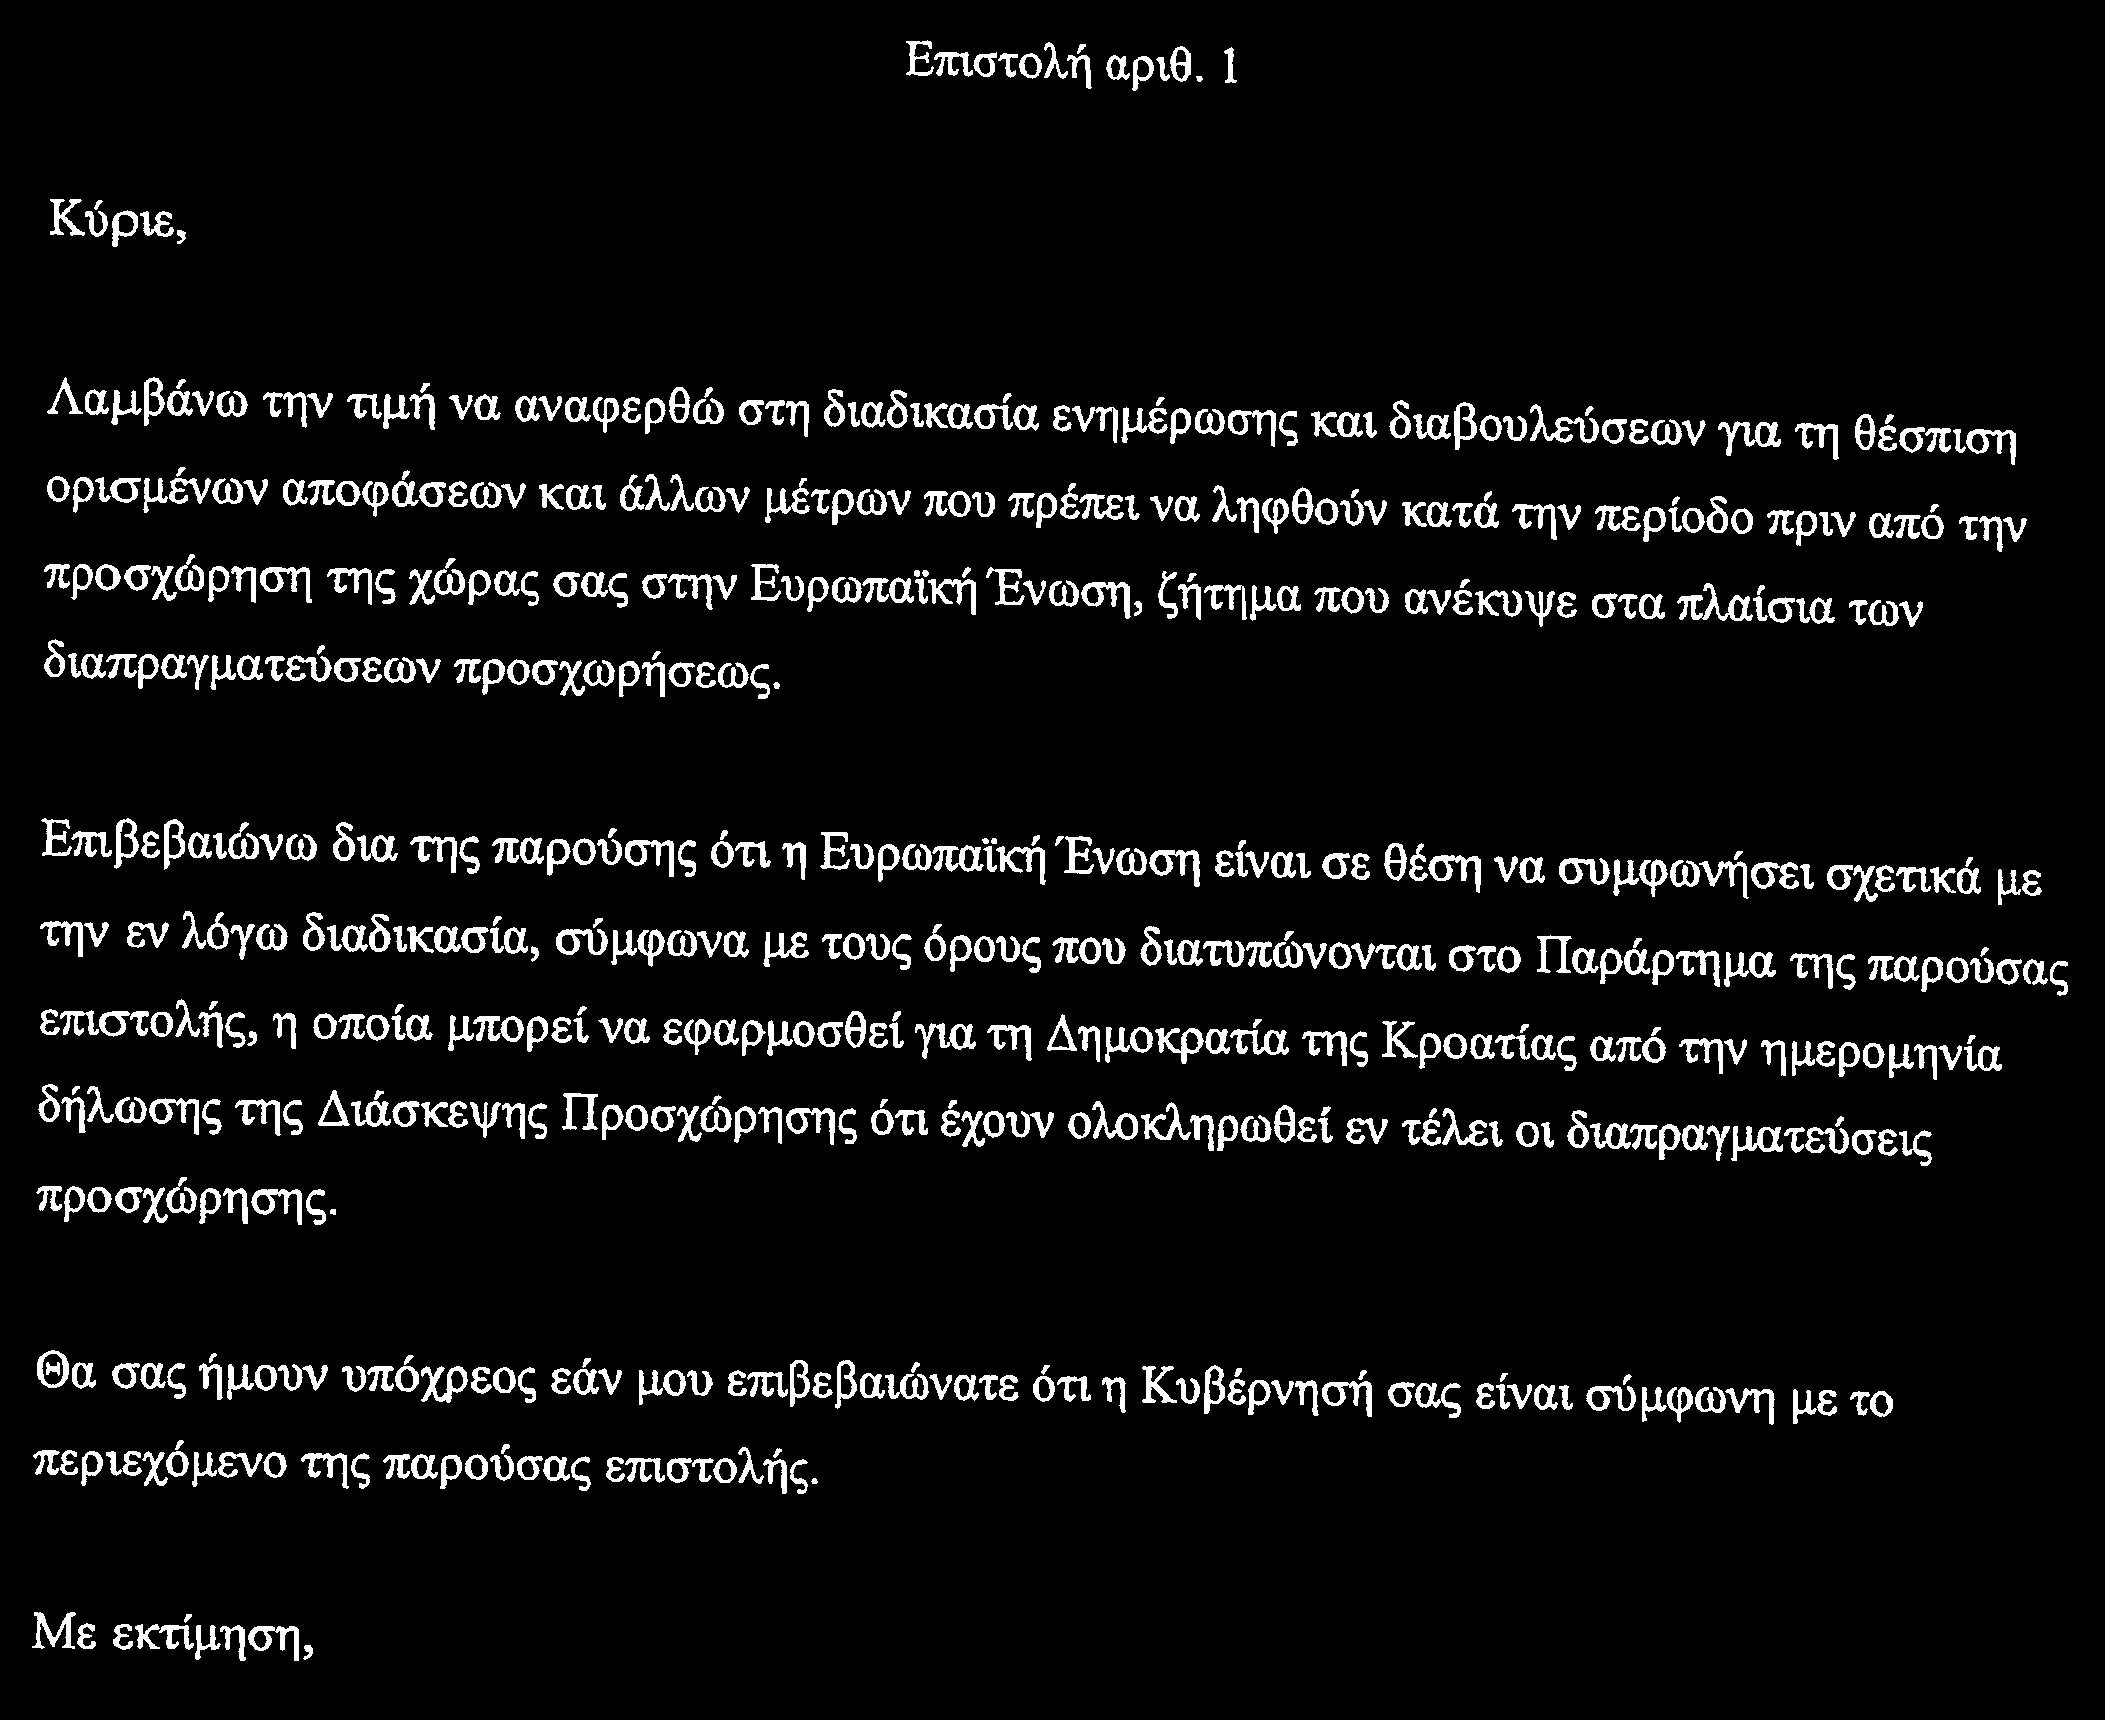 Επιστολή αριθ. 1
Κύριε,
Λαμβάνω την τιμή να αναφερθώ στη διαδικασία ενημέρωσης και διαβουλεύσεων για τη θέσπιση
ορισμένων αποφάσεων και άλλων μέτρων που πρέπει να ληφθούν κατά την περίοδο πριν από την
προσχώρηση της χώρας σας στην Ευρωπαϊκή Ένωση, ζήτημα που ανέκυψε στα πλαίσια των
διαπραγματεύσεων προσχωρήσεως.
Επιβεβαιώνω δια της παρούσης ότι η Ευρωπαϊκή Ένωση είναι σε θέση να συμφωνήσει σχετικά με
την εν λόγω διαδικασία, σύμφωνα με τους όρους που διατυπώνονται στο Παράρτημα της παρούσας
επιστολής, η οποία μπορεί να εφαρμοσθεί για τη Δημοκρατία της Κροατίας από την ημερομηνία
δήλωσης της Διάσκεψης Προσχώρησης ότι έχουν ολοκληρωθεί εν τέλει οι διαπραγματεύσεις
προσχώρησης.
Θα σας ήμουν υπόχρεος εάν μου επιβεβαιώνατε ότι η Κυβέρνησή σας είναι σύμφωνη με το
περιεχόμενο της παρούσας επιστολής.
Με εκτίμηση,